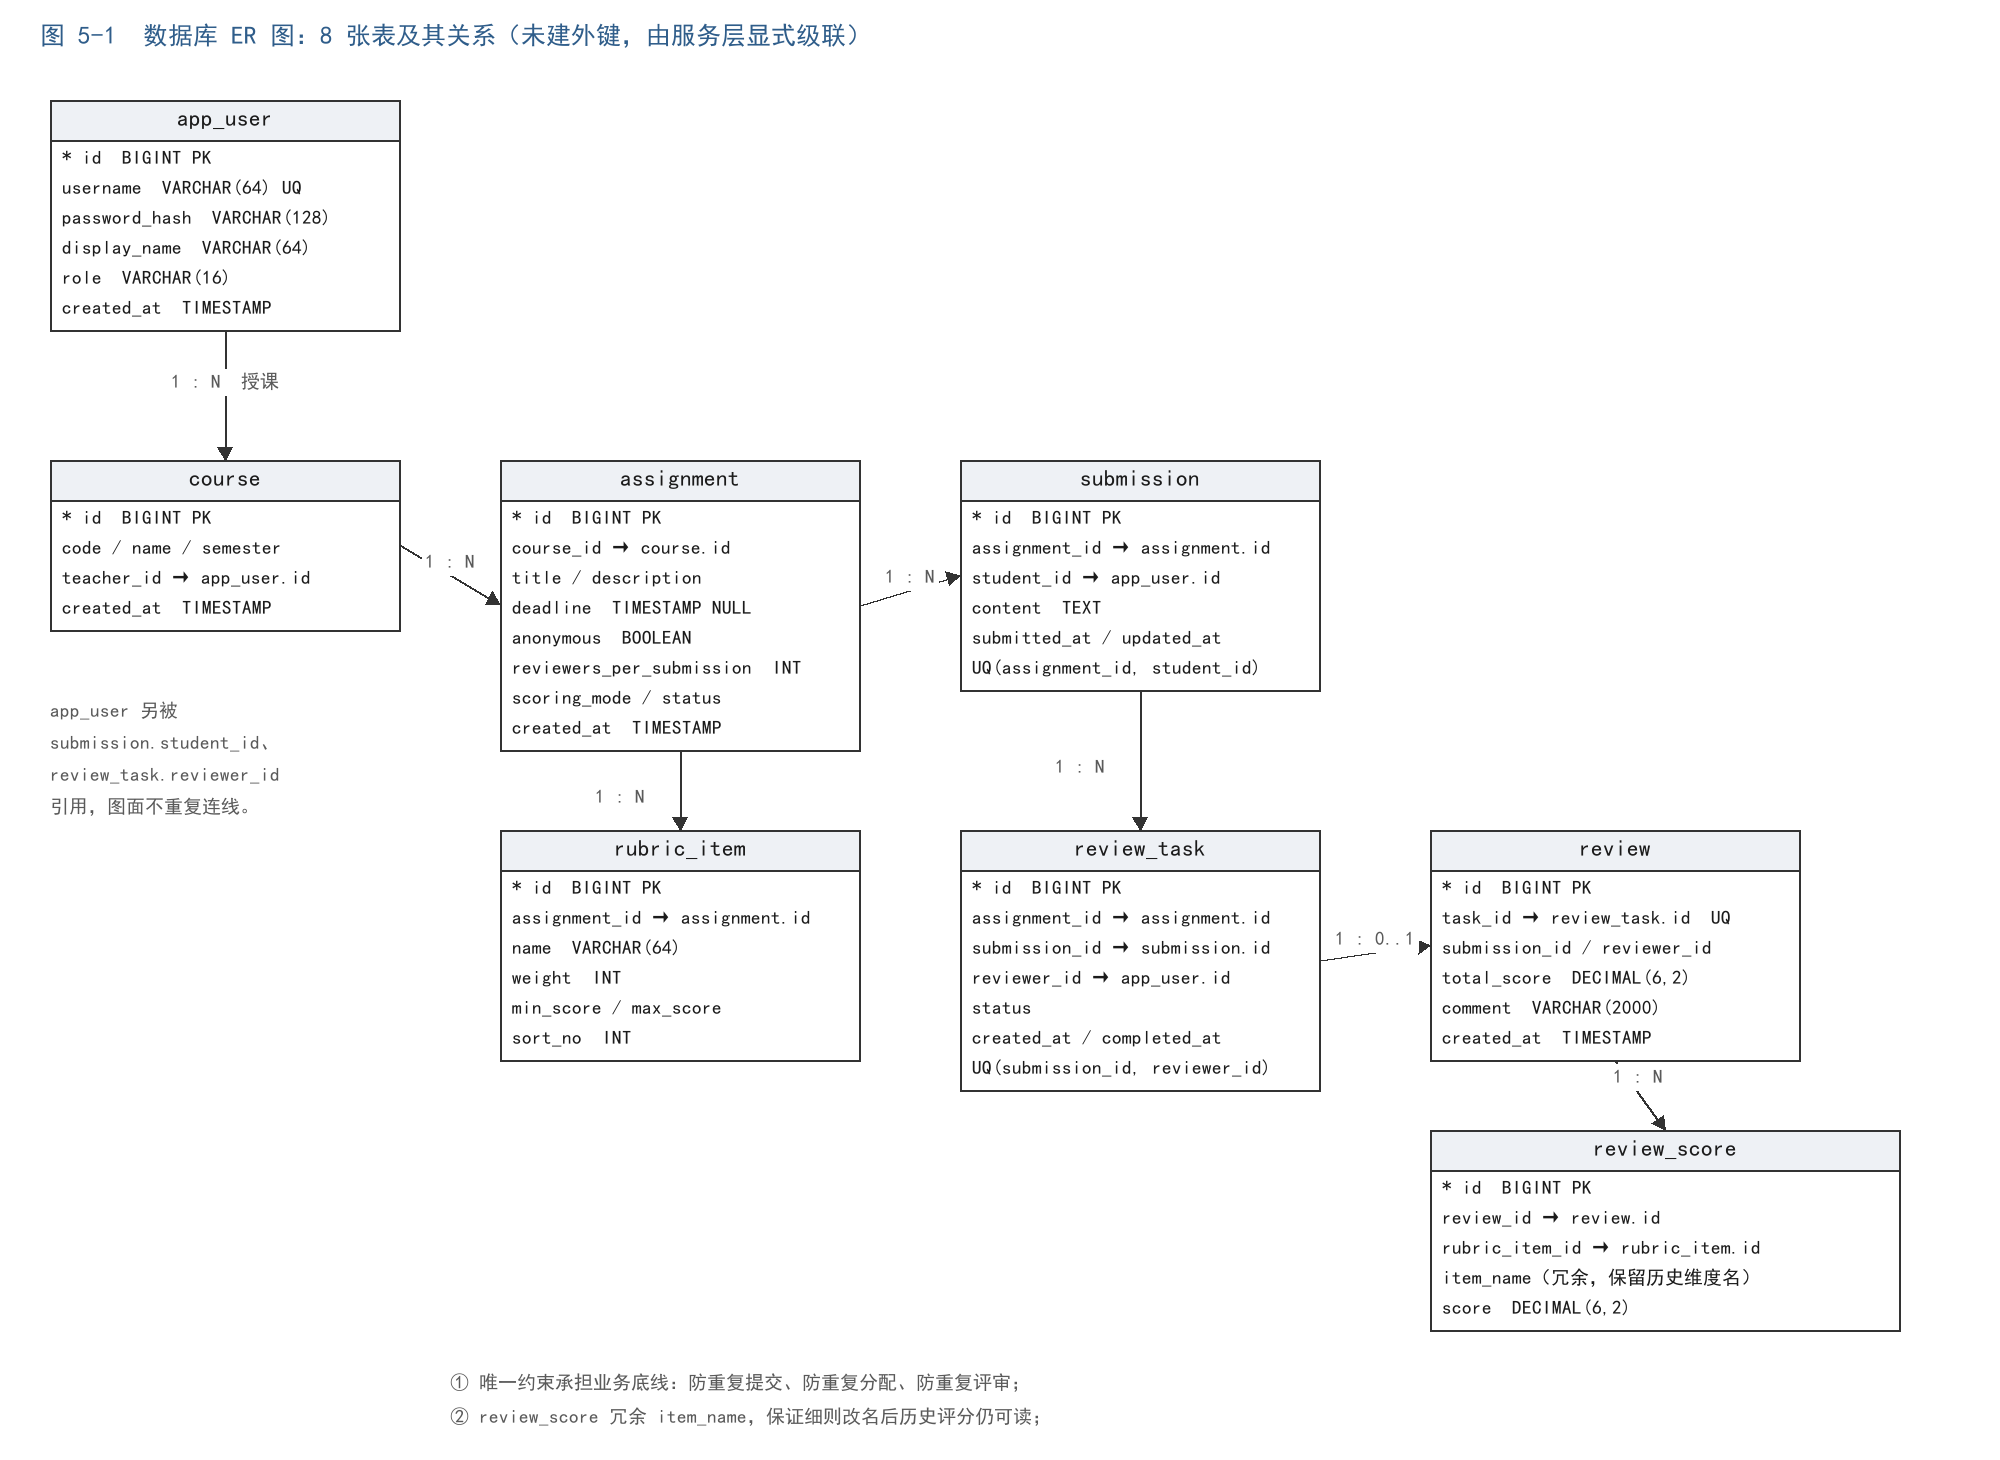 图 5-1  数据库 ER 图：8 张表及其关系（未建外键，由服务层显式级联）
app_user
* id  BIGINT PK
username  VARCHAR(64) UQ
password_hash  VARCHAR(128)
display_name  VARCHAR(64)
role  VARCHAR(16)
created_at  TIMESTAMP
1 : N  授课
course
* id  BIGINT PK
code / name / semester
teacher_id → app_user.id
created_at  TIMESTAMP
1 : N
assignment
* id  BIGINT PK
course_id → course.id
title / description
deadline  TIMESTAMP NULL
anonymous  BOOLEAN
reviewers_per_submission  INT
scoring_mode / status
created_at  TIMESTAMP
1 : N
submission
* id  BIGINT PK
assignment_id → assignment.id
student_id → app_user.id
content  TEXT
submitted_at / updated_at
UQ(assignment_id, student_id)
app_user 另被
submission.student_id、
review_task.reviewer_id
引用，图面不重复连线。
1 : N
1 : N
rubric_item
* id  BIGINT PK
assignment_id → assignment.id
name  VARCHAR(64)
weight  INT
min_score / max_score
sort_no  INT
review_task
* id  BIGINT PK
assignment_id → assignment.id
submission_id → submission.id
reviewer_id → app_user.id
status
created_at / completed_at
UQ(submission_id, reviewer_id)
1 : 0..1
review
* id  BIGINT PK
task_id → review_task.id  UQ
submission_id / reviewer_id
total_score  DECIMAL(6,2)
comment  VARCHAR(2000)
created_at  TIMESTAMP
1 : N
review_score
* id  BIGINT PK
review_id → review.id
rubric_item_id → rubric_item.id
item_name（冗余，保留历史维度名）
score  DECIMAL(6,2)
① 唯一约束承担业务底线：防重复提交、防重复分配、防重复评审；
② review_score 冗余 item_name，保证细则改名后历史评分仍可读；